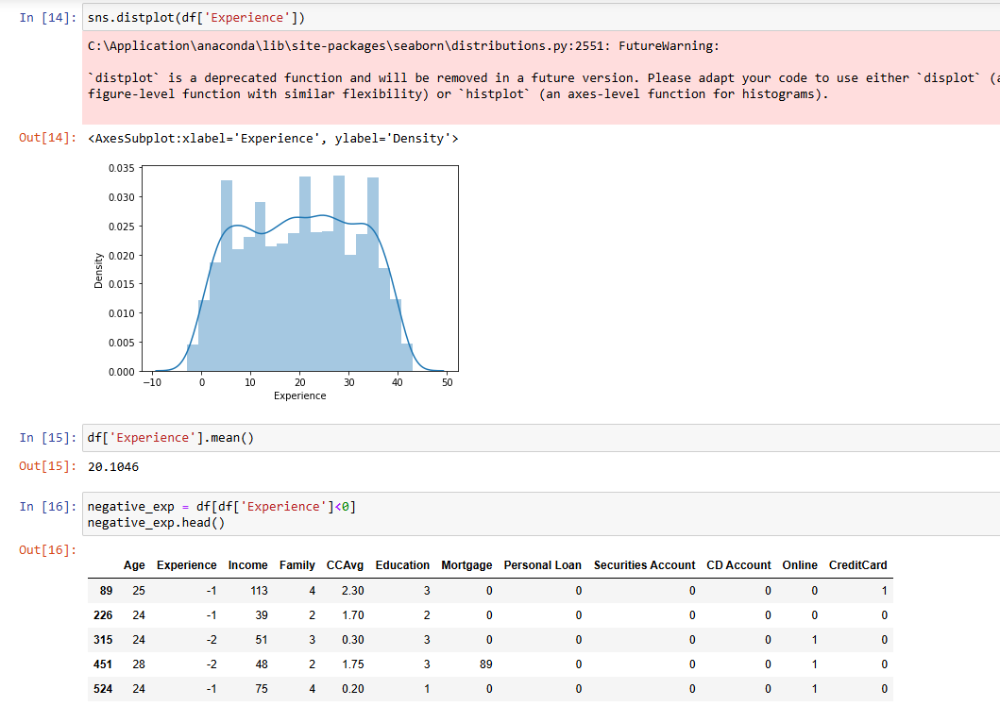 In [14]: sns.distplot(df['Experience'])
C:\Application\anaconda\lib\site-packages\seaborn\distributions.py:2551: FutureWarning:
`distplot` is a deprecated function and will be removed in a future version. Please adapt your code to use either `displot` (a
figure-level function with similar flexibility) or `histplot` (an axes-level function for histograms).
Out[14]: <AxesSubplot:xlabel='Experience', ylabel='Density'>
0.035
0.030
0.025
0.020
0.015
0.010
0.005
0.000
Density
−10 0 10 20 30 40 50
Experience
In [15]: df['Experience'].mean()
Out[15]: 20.1046
In [16]: negative_exp = df[df['Experience']<0]
negative_exp.head()
Out[16]:
Age Experience Income Family CCAvg Education Mortgage Personal Loan Securities Account CD Account Online CreditCard
89 25 -1 113 4 2.30 3 0 0 0 0 0 1
226 24 -1 39 2 1.70 2 0 0 0 0 0 0
315 24 -2 51 3 0.30 3 0 0 0 0 1 0
451 28 -2 48 2 1.75 3 89 0 0 0 1 0
524 24 -1 75 4 0.20 1 0 0 0 0 1 0